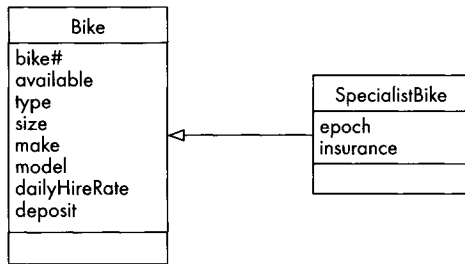 Bike
bike#
available
type
size
make
model
dailyHireRate
deposit
SpecialistBike
epoch
insurance